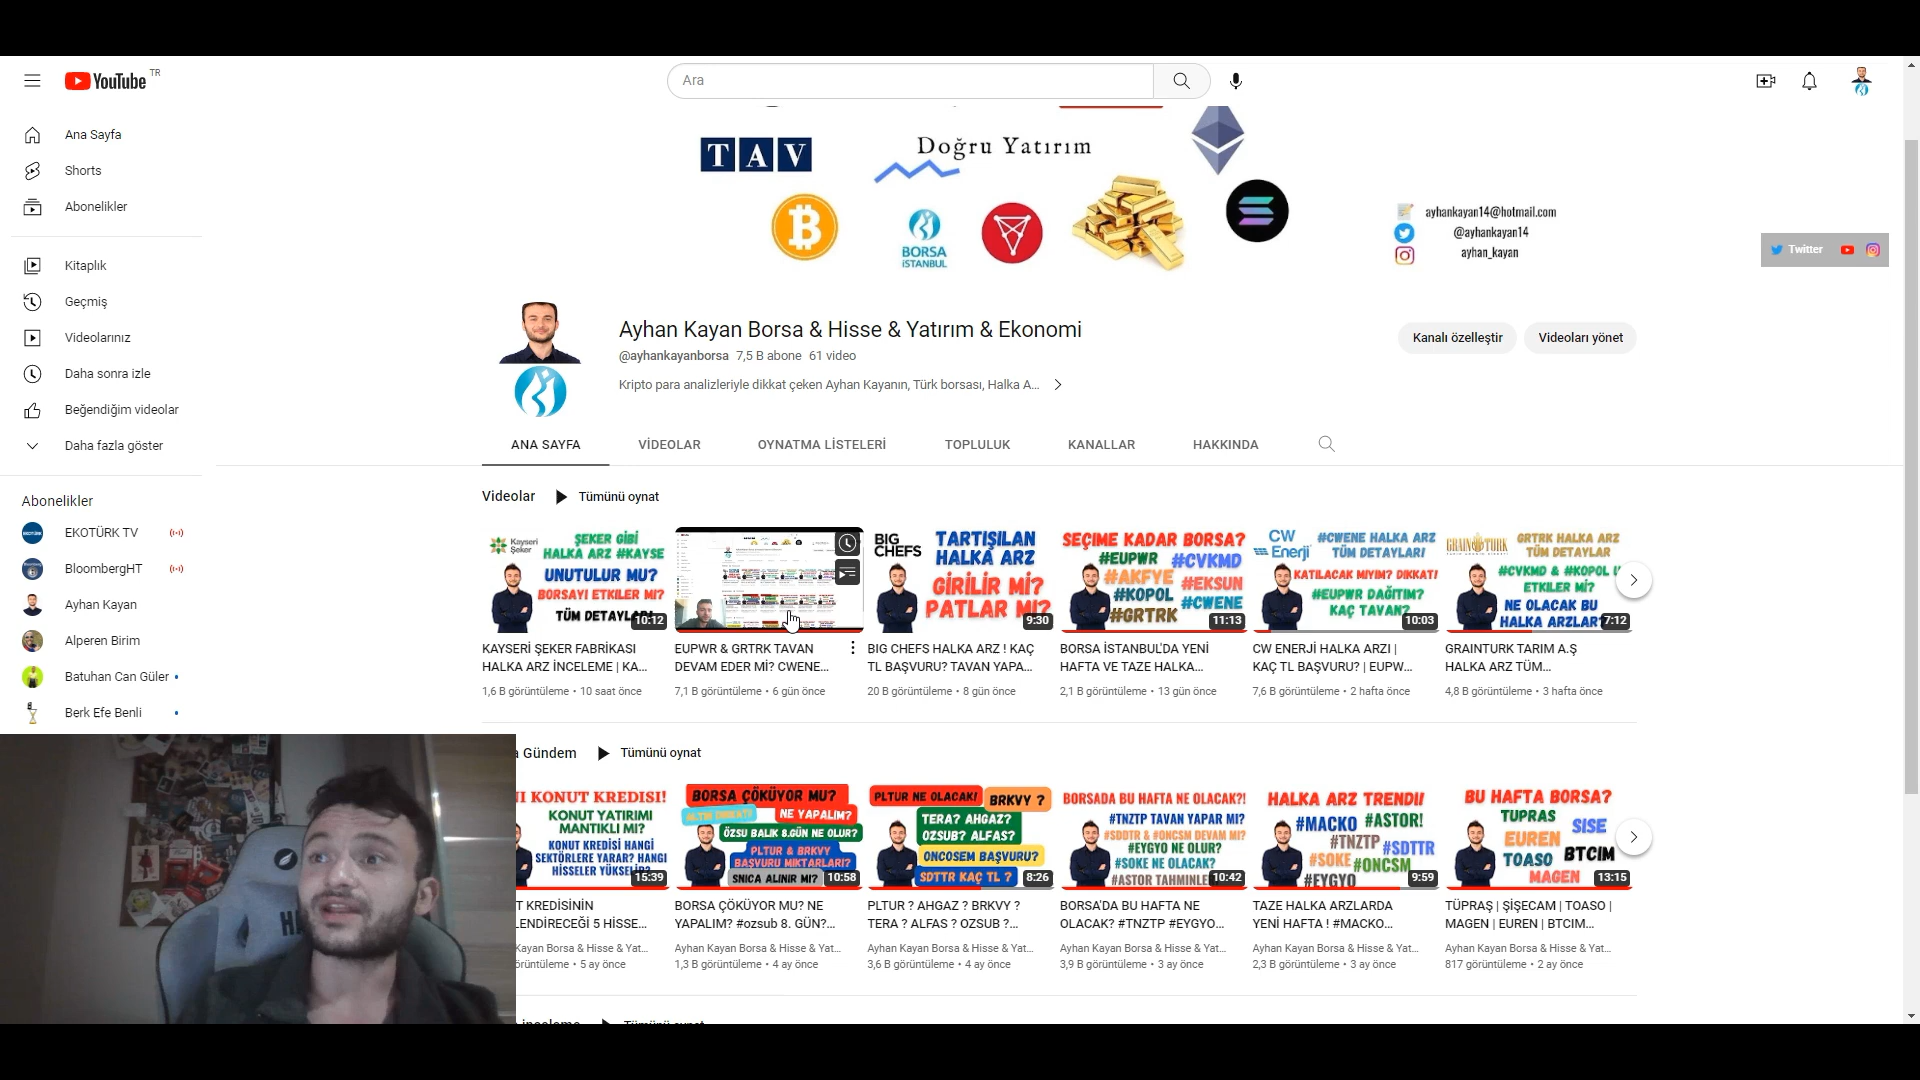 YouTube TR
Ara
Ana Sayfa
Shorts
Abonelikler
Kitaplık
Geçmiş
Videolarınız
Daha sonra izle
Beğendiğim videolar
Daha fazla göster
Abonelikler
EKOTÜRK TV
BloombergHT
Ayhan Kayan
Alperen Birim
Batuhan Can Güler
Berk Efe Benli
TAV
Doğru Yatırım
BORSA
İSTANBUL
ayhankayan14@hotmail.com
@ayhankayan14
ayhan_kayan
Twitter
Ayhan Kayan Borsa & Hisse & Yatırım & Ekonomi
@ayhankayanborsa 7,5 B abone 61 video
Kripto para analizleriyle dikkat çeken Ayhan Kayanın, Türk borsası, Halka A...
Kanalı özelleştir
Videoları yönet
ANA SAYFA
VİDEOLAR
OYNATMA LİSTELERİ
TOPLULUK
KANALLAR
HAKKINDA
Videolar
Tümünü oynat
Kayseri
Şeker
ŞEKER GİBİ
HALKA ARZ #KAYSE
UNUTULUR MU?
BORSAYI ETKİLER Mİ?
TÜM DETAYLAR
10:12
KAYSERİ ŞEKER FABRİKASI
HALKA ARZ İNCELEME | KA...
1,6 B görüntüleme • 10 saat önce
EUPWR & GRTRK TAVAN
DEVAM EDER Mİ? CWENE...
7,1 B görüntüleme • 6 gün önce
BIG
CHEFS
TARTIŞILAN
HALKA ARZ
GİRİLİR Mİ?
PATLAR MI?
9:30
BIG CHEFS HALKA ARZ ! KAÇ
TL BAŞVURU? TAVAN YAPA...
20 B görüntüleme • 8 gün önce
SEÇİME KADAR BORSA?
#EUPWR
#CVKMD
#AKFYE
#EKSUN
#KOPOL
#CWENE
#GRTRK
11:13
BORSA İSTANBUL'DA YENİ
HAFTA VE TAZE HALKA...
2,1 B görüntüleme • 13 gün önce
CW
Enerji
#CWENE HALKA ARZ
TÜM DETAYLARI
KATILACAK MIYIM? DİKKAT!
#EUPWR DAĞITIM?
KAÇ TAVAN?
10:03
CW ENERJİ HALKA ARZI |
KAÇ TL BAŞVURU? | EUPW...
7,6 B görüntüleme • 2 hafta önce
GRAINTURK
GRTRK HALKA ARZ
TÜM DETAYLAR
#CVKMD & #KOPOL'U
ETKİLER Mİ?
NE OLACAK BU
HALKA ARZLAR
7:12
GRAINTURK TARIM A.Ş
HALKA ARZ TÜM...
4,8 B görüntüleme • 3 hafta önce
Gündem
Tümünü oynat
KONUT KREDISI!
KONUT YATIRIMI
MANTIKLI MI?
KONUT KREDİSİ HANGİ
SEKTÖRLERE YARAR? HANGİ
HİSSELER YÜKSELİR
15:39
T KREDİSİNİN
LENDİRECEĞİ 5 HİSSE...
Kayan Borsa & Hisse & Yat...
örüntüleme • 5 ay önce
BORSA ÇÖKÜYOR MU?
NE YAPALIM?
ÖZSU BALIK 8.GÜN NE OLUR?
PLTUR & BRKVY
BAŞVURU MIKTARLARI?
SNICA ALINIR MI?
10:58
BORSA ÇÖKÜYOR MU? NE
YAPALIM? #ozsub 8. GÜN?...
Ayhan Kayan Borsa & Hisse & Yat...
1,3 B görüntüleme • 4 ay önce
PLTUR NE OLACAK!
BRKVY ?
TERA? AHGAZ?
OZSUB? ALFAS?
ONCOSEM BAŞVURU?
SDTTR KAÇ TL ?
8:26
PLTUR ? AHGAZ ? BRKVY ?
TERA ? ALFAS ? OZSUB ?...
Ayhan Kayan Borsa & Hisse & Yat...
3,6 B görüntüleme • 4 ay önce
BORSADA BU HAFTA NE OLACAK?!
#TNZTP TAVAN YAPAR MI?
#SDDTR & #ONCSM DEVAM MI?
#EYGYO NE OLUR?
#SOKE NE OLACAK?
#ASTOR TAHMINLE
10:42
BORSA'DA BU HAFTA NE
OLACAK? #TNZTP #EYGYO...
Ayhan Kayan Borsa & Hisse & Yat...
3,9 B görüntüleme • 3 ay önce
HALKA ARZ TRENDI!
#MACKO
#ASTOR!
#TNZTP
#SDTTR
#SOKE
#ONCSM
#EYGYO
9:59
TAZE HALKA ARZLARDA
YENİ HAFTA ! #MACKO...
Ayhan Kayan Borsa & Hisse & Yat...
2,3 B görüntüleme • 3 ay önce
BU HAFTA BORSA?
TUPRAS
SISE
EUREN
TOASO
BTCIM
MAGEN
13:15
TÜPRAŞ | ŞİŞECAM | TOASO |
MAGEN | EUREN | BTCIM...
Ayhan Kayan Borsa & Hisse & Yat...
817 görüntüleme • 2 ay önce
inceleme
Tümünü oynat